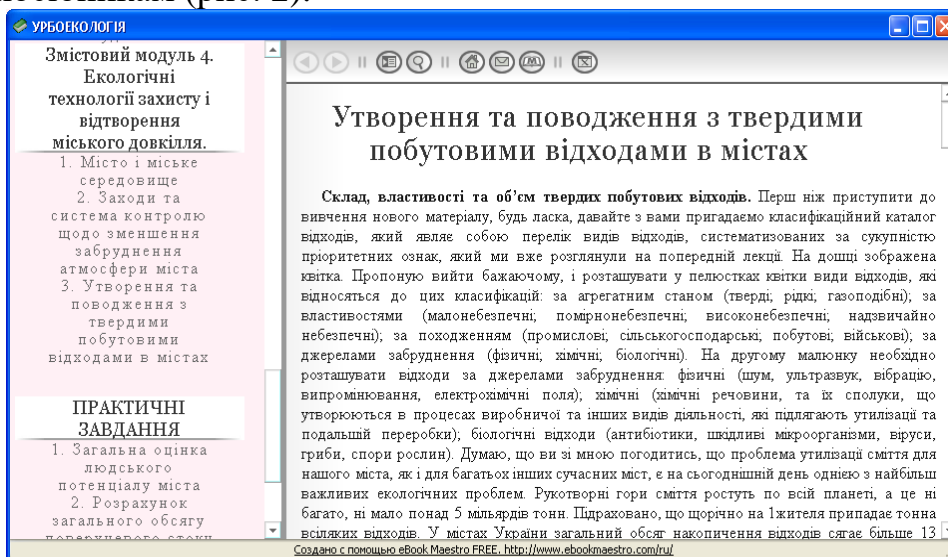 (рис. 2).
УРБОЕКОЛОГІЯ
Змістовий модуль 4.
Екологічні
технології захисту і
відтворення
міського довкілля.
1. Місто і міське
середовище
2. Заходи та
система контролю
щодо зменшення
забруднення
атмосфери міста
3. Утворення та
поводження з
твердими
побутовими
відходами в містах
ПРАКТИЧНІ
ЗАВДАННЯ
1. Загальна оцінка
людського
потенціалу міста
2. Розрахунок
загального обсягу
поверхневого стоку
Утворення та поводження з твердими
побутовими відходами в містах
Склад, властивості та об’єм твердих побутових відходів. Перш ніж приступити до
вивчення нового матеріалу, будь ласка, давайте з вами пригадаємо класифікаційний каталог
відходів, який являє собою перелік видів відходів, систематизованих за сукупністю
пріоритетних ознак, який ми вже розглянули на попередній лекції. На дошці зображена
квітка. Пропоную вийти бажаючому, і розташувати у пелюстках квітки види відходів, які
відносяться до цих класифікацій: за агрегатним станом (тверді; рідкі; газоподібні); за
властивостями (малонебезпечні; помірнонебезпечні; високонебезпечні; надзвичайно
небезпечні); за походженням (промислові; сільськогосподарські; побутові; військові); за
джерелами забруднення (фізичні; хімічні; біологічні). На другому малюнку необхідно
розташувати відходи за джерелами забруднення: фізичні (шум, ультразвук, вібрацію,
випромінювання, електрохімічні поля); хімічні (хімічні речовини, та їх сполуки, що
утворюються в процесах виробничої та інших видів діяльності, які підлягають утилізації та
подальшій переробки); біологічні відходи (антибіотики, шкідливі мікроорганізми, віруси,
гриби, спори рослин). Думаю, що ви зі мною погодитись, що проблема утилізації сміття для
нашого міста, як і для багатьох інших сучасних міст, є на сьогоднішній день однією з найбільш
важливих екологічних проблем. Рукотворні гори сміття ростуть по всій планеті, а це ні
багато, ні мало понад 5 мільярдів тонн. Підраховано, що щорічно на 1жителя припадає тонна
всіляких відходів. У містах України загальний обсяг накопичення відходів сягає більше 13
Создано с помощью eBook Maestro FREE. http://www.ebookmaestro.com/ru/